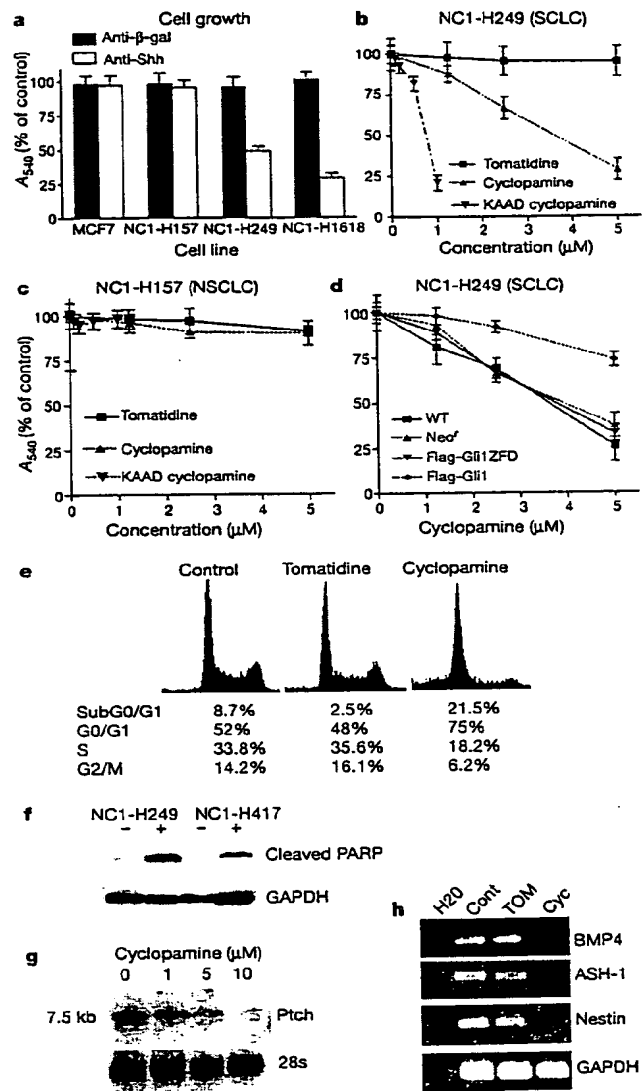 a Cell growth
Anti-β-gal
Anti-Shh
A540 (% of control)
100
75
50
25
0
MCF7 NC1-H157 NC1-H249 NC1-H1618
Cell line
b NC1-H249 (SCLC)
100
75
50
25
0
Tomatidine
Cyclopamine
KAAD cyclopamine
0 1 2 3 4 5
Concentration (μM)
c NC1-H157 (NSCLC)
A540 (% of control)
100
75
50
25
0
Tomatidine
Cyclopamine
KAAD cyclopamine
0 1 2 3 4 5
Concentration (μM)
d NC1-H249 (SCLC)
100
75
50
25
0
WT
Neor
Flag-Gli1ZFD
Flag-Gli1
0 1 2 3 4 5
Cyclopamine (μM)
e
Control Tomatidine Cyclopamine
SubG0/G1 8.7% 2.5% 21.5%
G0/G1 52% 48% 75%
S 33.8% 35.6% 18.2%
G2/M 14.2% 16.1% 6.2%
f
NC1-H249 NC1-H417
– + – +
Cleaved PARP
GAPDH
g
Cyclopamine (μM)
0 1 5 10
7.5 kb Ptch
28s
h
H20 Cont TOM Cyc
BMP4
ASH-1
Nestin
GAPDH